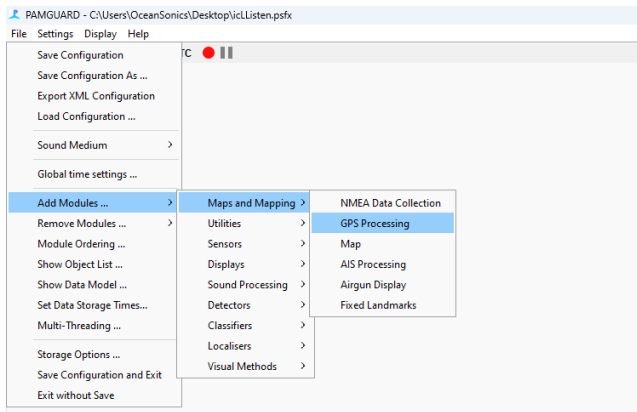 PAMGUARD - C:\Users\OceanSonics\Desktop\icLListen.psfx
File Settings Display Help
TC
Save Configuration
Save Configuration As ...
Export XML Configuration
Load Configuration ...
Sound Medium
Global time settings ...
Add Modules ...
Remove Modules ...
Module Ordering ...
Show Object List ...
Show Data Model ...
Set Data Storage Times...
Multi-Threading ...
Storage Options ...
Save Configuration and Exit
Exit without Save
Maps and Mapping
Utilities
Sensors
Displays
Sound Processing
Detectors
Classifiers
Localisers
Visual Methods
NMEA Data Collection
GPS Processing
Map
AIS Processing
Airgun Display
Fixed Landmarks